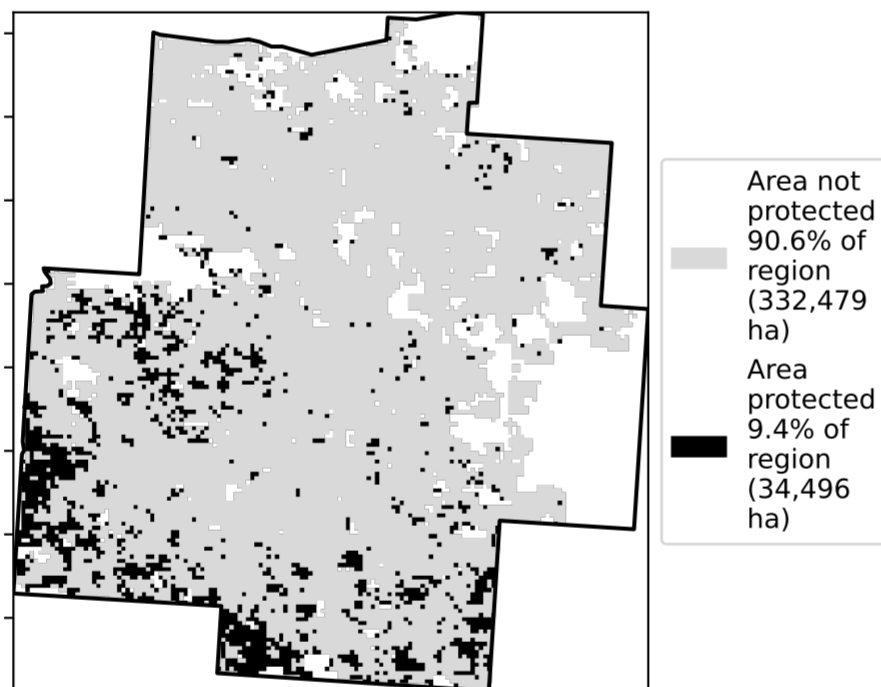 Area not
protected
90.6% of
region
(332,479
ha)
Area
protected
9.4% of
region
(34,496
ha)